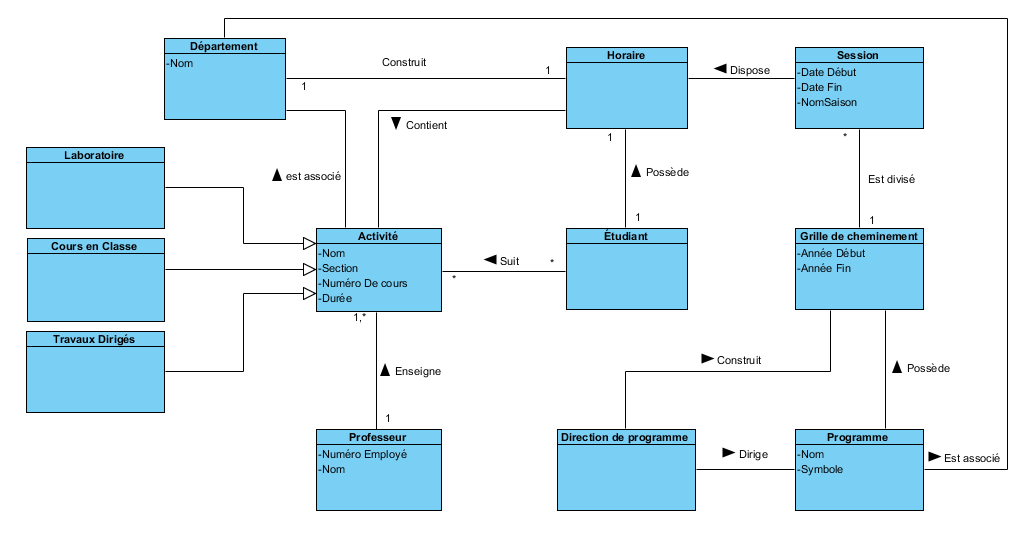 Département
-Nom
Construit
1
1
Horaire
Dispose
Session
-Date Début
-Date Fin
-NomSaison
Contient
*
1
Laboratoire
est associé
Possède
Est divisé
1
1
Cours en Classe
Activité
-Nom
-Section
-Numéro De cours
-Durée
1,*
Suit
*
*
Étudiant
Grille de cheminement
-Année Début
-Année Fin
Travaux Dirigés
Enseigne
1
Construit
Possède
Professeur
-Numéro Employé
-Nom
Direction de programme
Dirige
Programme
-Nom
-Symbole
Est associé